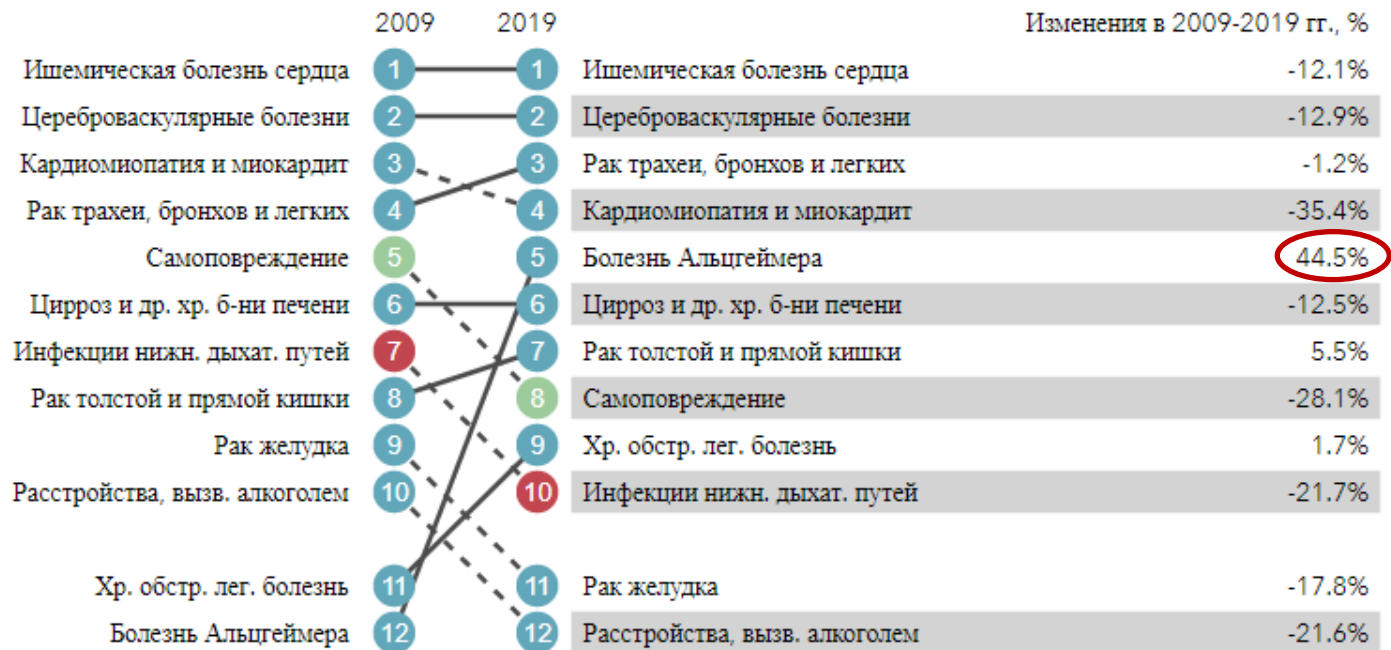 2009 2019 Изменения в 2009-2019 гг., %
Ишемическая болезнь сердца 1 1 Ишемическая болезнь сердца -12.1%
Цереброваскулярные болезни 2 2 Цереброваскулярные болезни -12.9%
Кардиомиопатия и миокардит 3 3 Рак трахеи, бронхов и легких -1.2%
Рак трахеи, бронхов и легких 4 4 Кардиомиопатия и миокардит -35.4%
Самоповреждение 5 5 Болезнь Альцгеймера 44.5%
Цирроз и др. хр. б-ни печени 6 6 Цирроз и др. хр. б-ни печени -12.5%
Инфекции нижн. дыхат. путей 7 7 Рак толстой и прямой кишки 5.5%
Рак толстой и прямой кишки 8 8 Самоповреждение -28.1%
Рак желудка 9 9 Хр. обстр. лег. болезнь 1.7%
Расстройства, вызв. алкоголем 10 10 Инфекции нижн. дыхат. путей -21.7%
Хр. обстр. лег. болезнь 11 11 Рак желудка -17.8%
Болезнь Альцгеймера 12 12 Расстройства, вызв. алкоголем -21.6%